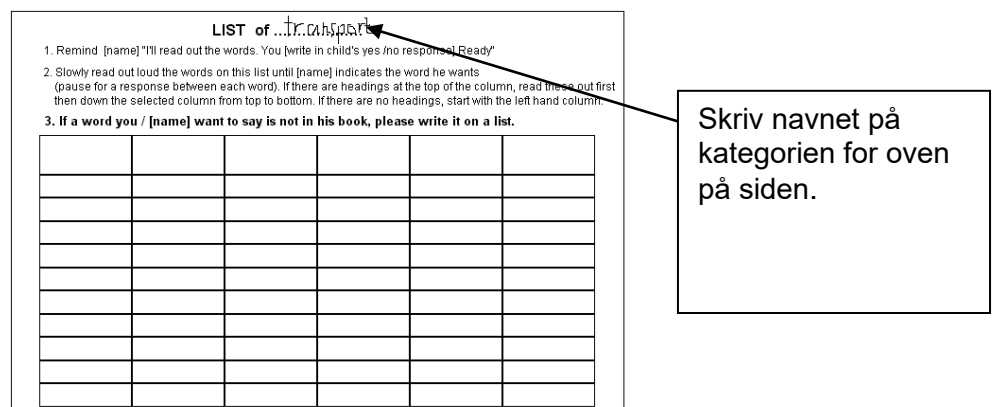 LIST of ...transport
1. Remind [name] "I'll read out the words. You [write in child's yes /no response] Ready"
2. Slowly read out loud the words on this list until [name] indicates the word he wants
(pause for a response between each word). If there are headings at the top of the column, read these out first
then down the selected column from top to bottom. If there are no headings, start with the left hand column.
3. If a word you / [name] want to say is not in his book, please write it on a list.
Skriv navnet på
kategorien for oven
på siden.